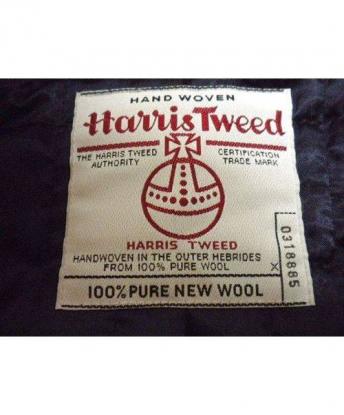 HAND WOVEN
Harris Tweed
THE HARRIS TWEED AUTHORITY
CERTIFICATION TRADE MARK
HARRIS TWEED
HANDWOVEN IN THE OUTER HEBRIDES
FROM 100% PURE WOOL
X
0318885
100% PURE NEW WOOL